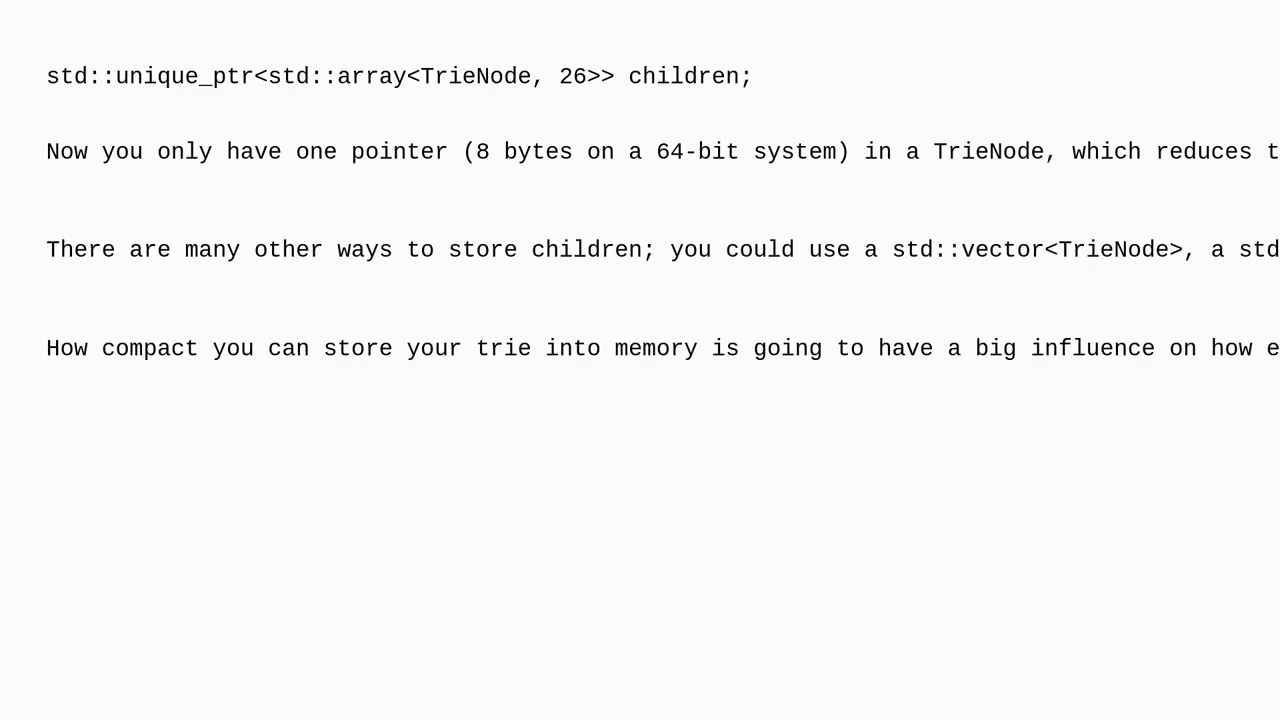 std::unique_ptr<std::array<TrieNode, 26>> children;
Now you only have one pointer (8 bytes on a 64-bit system) in a TrieNode, which reduces
There are many other ways to store children; you could use a std::vector<TrieNode>, a std
How compact you can store your trie into memory is going to have a big influence on how